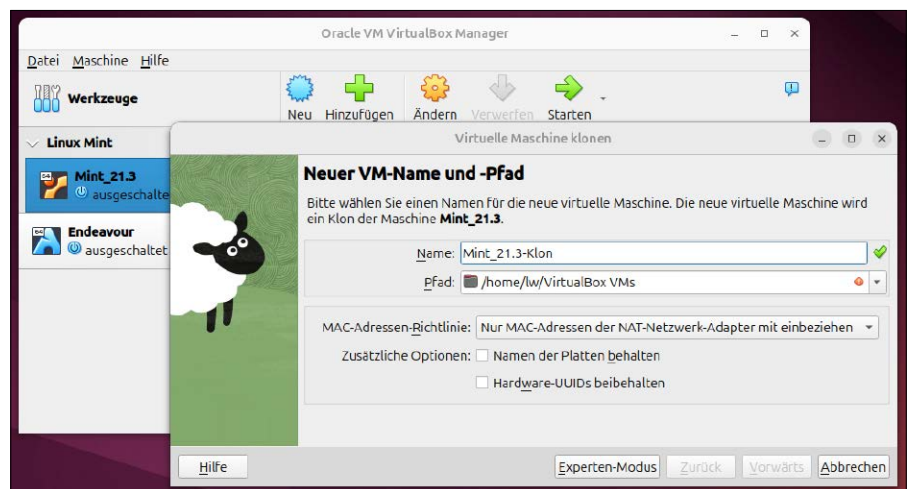 Oracle VM VirtualBox Manager
Datei Maschine Hilfe
Werkzeuge
Neu Hinzufügen Ändern Verwerfen Starten
Linux Mint
Mint_21.3
ausgeschalte
Endeavour
ausgeschaltet
Virtuelle Maschine klonen
Neuer VM-Name und -Pfad
Bitte wählen Sie einen Namen für die neue virtuelle Maschine. Die neue virtuelle Maschine wird
ein Klon der Maschine Mint_21.3.
Name: Mint_21.3-Klon
Pfad: /home/lw/VirtualBox VMs
MAC-Adressen-Richtlinie: Nur MAC-Adressen der NAT-Netzwerk-Adapter mit einbeziehen
Zusätzliche Optionen: Namen der Platten behalten
Hardware-UUIDs beibehalten
Hilfe Experten-Modus Zurück Vorwärts Abbrechen